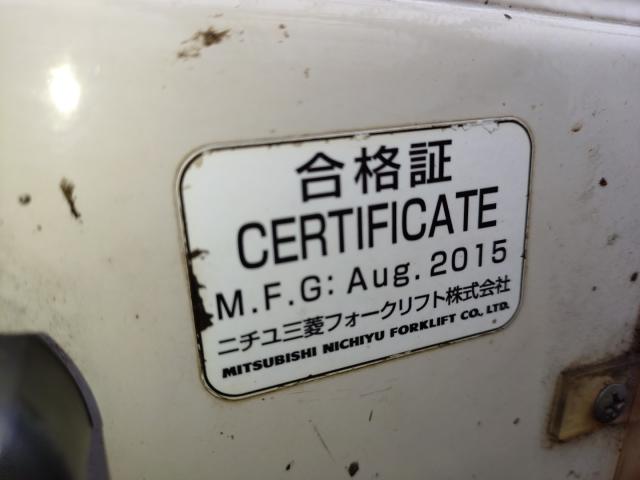 合格証
CERTIFICATE
M.F.G: Aug. 2015
ニチユ三菱フォークリフト株式会社
MITSUBISHI NICHIYU FORKLIFT CO., LTD.